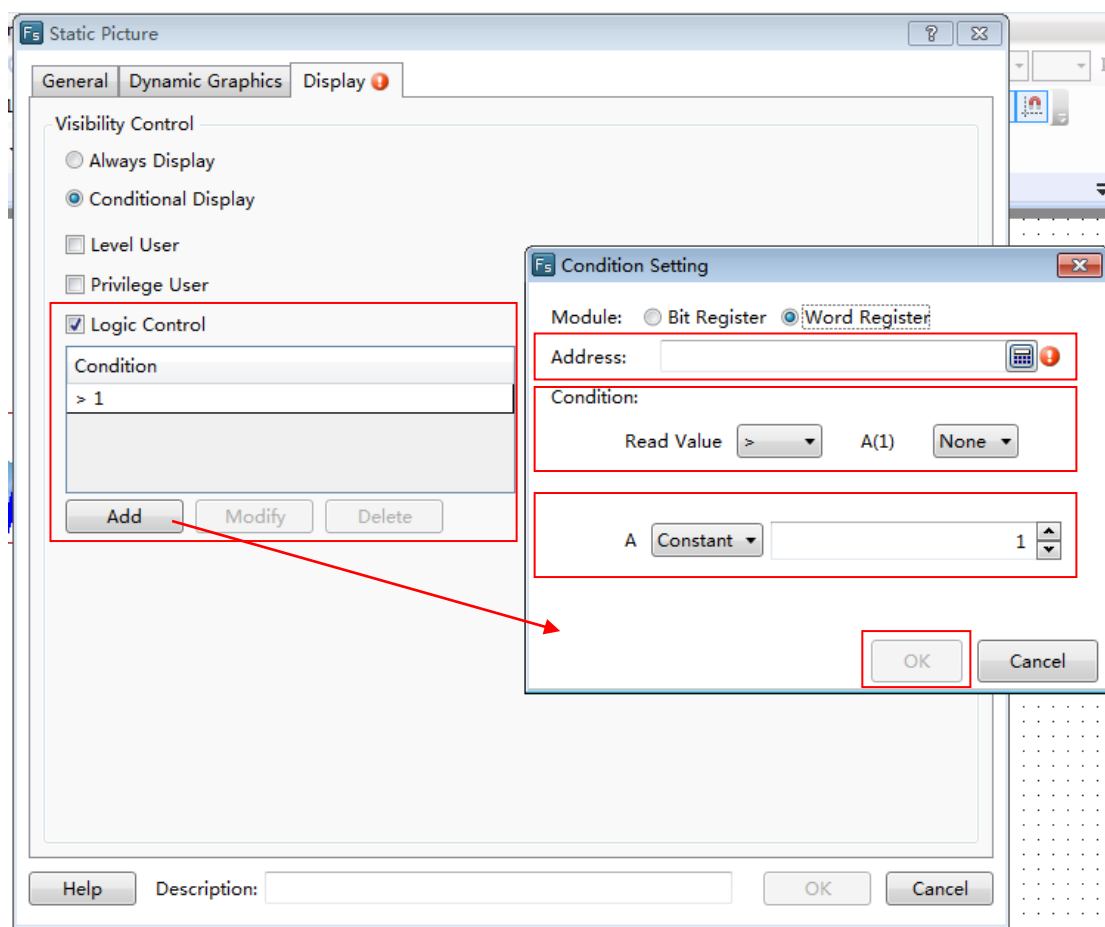 Fs Static Picture
General Dynamic Graphics Display
Visibility Control
Always Display
Conditional Display
Level User
Privilege User
Logic Control
Condition
> 1
Add Modify Delete
Fs Condition Setting
Module: Bit Register Word Register
Address:
Condition:
Read Value > A(1) None
A Constant 1
OK Cancel
Help Description: OK Cancel